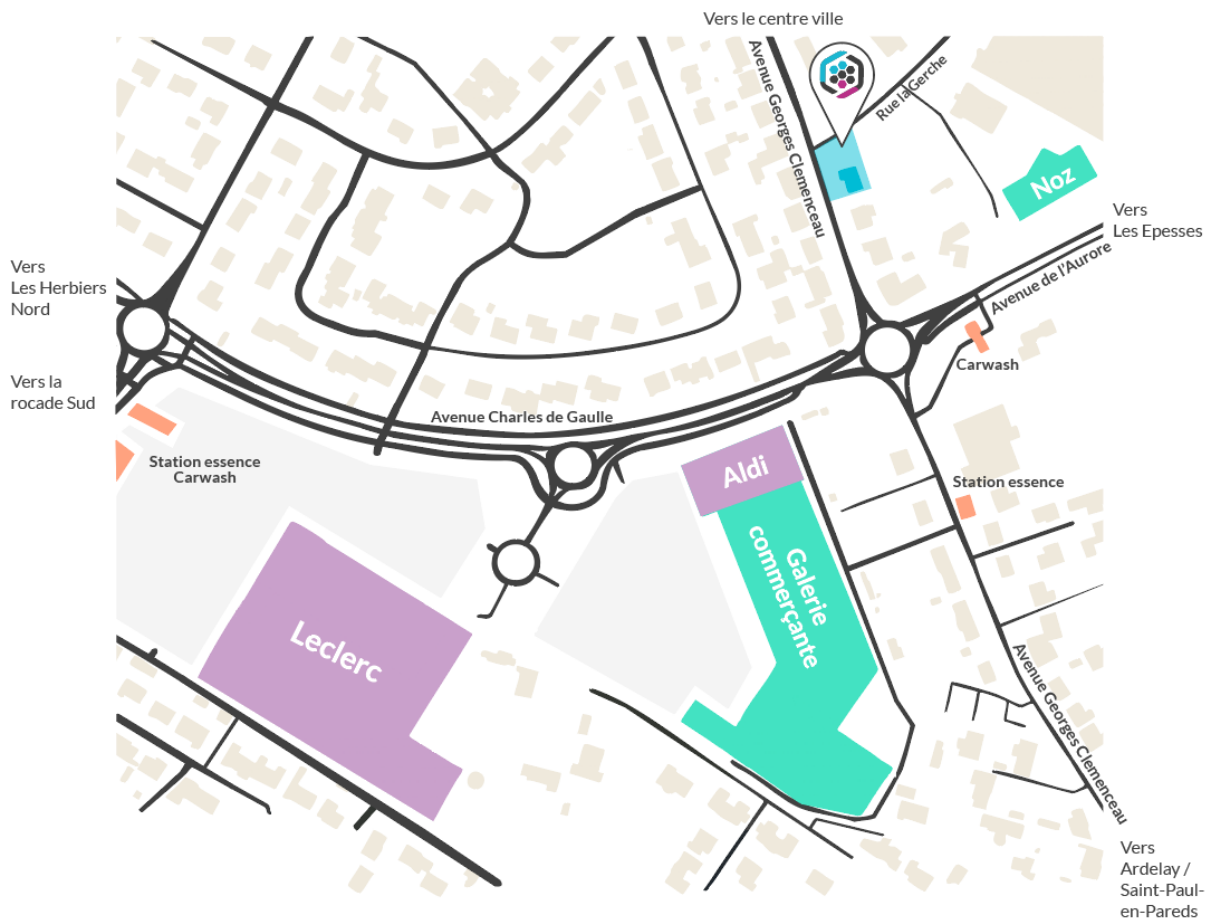 Vers le centre ville
Avenue Georges Clemenceau
Rue la Gerche
Noz
Vers
Les Epesses
Avenue de l'Aurore
Vers
Les Herbiers
Nord
Carwash
Vers la
rocade Sud
Avenue Charles de Gaulle
Station essence
Carwash
Aldi
Station essence
Galerie
commerçante
Leclerc
Avenue Georges Clemenceau
Vers
Ardelay /
Saint-Paul-
en-Pareds